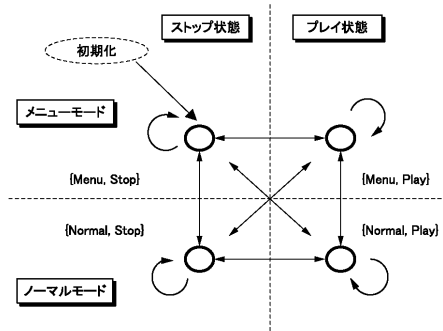 ストップ状態
プレイ状態
初期化
メニューモード
{Menu, Stop}
{Menu, Play}
{Normal, Stop}
{Normal, Play}
ノーマルモード